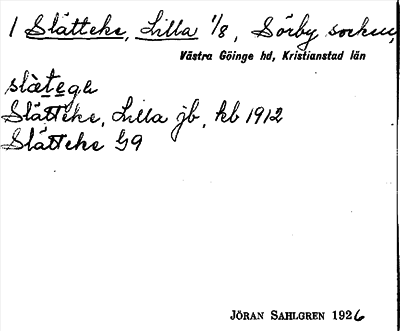 1 Slätteke, Lilla 1/8, Sörby socken,
Västra Göinge hd, Kristianstad län
slätega
Slätteke, Lilla jb, kb 1912
Slätteke G9
JÖRAN SAHLGREN 1926